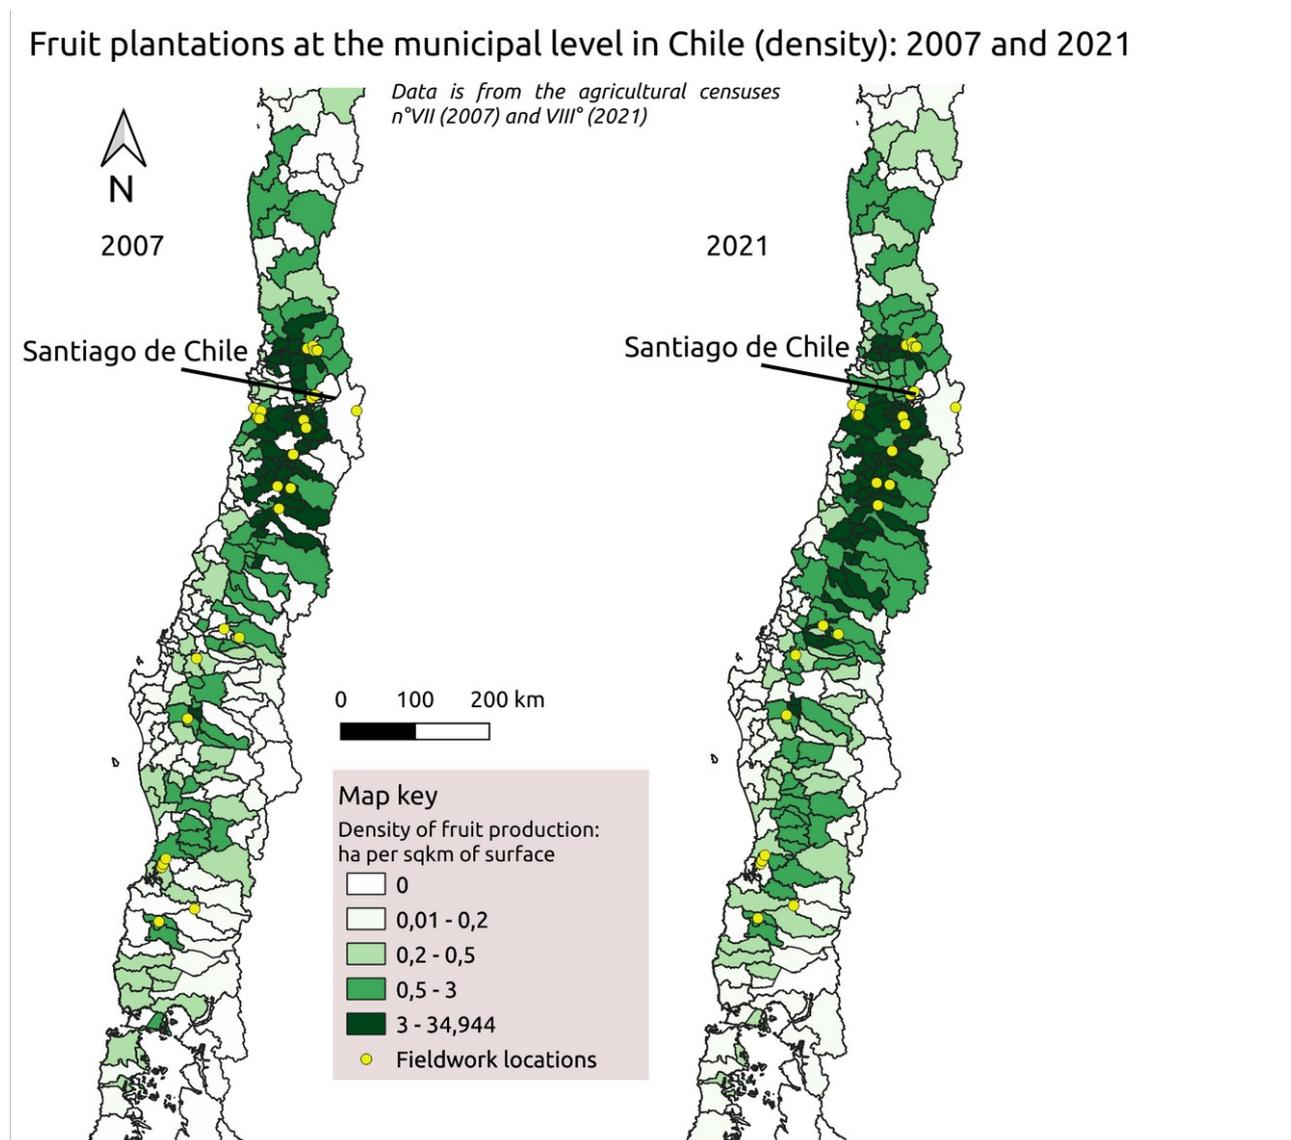 Fruit plantations at the municipal level in Chile (density): 2007 and 2021
Data is from the agricultural censuses
n°VII (2007) and VIII° (2021)
N
2007
2021
Santiago de Chile
Santiago de Chile
0 100 200 km
Map key
Density of fruit production:
ha per sqkm of surface
0
0,01 - 0,2
0,2 - 0,5
0,5 - 3
3 - 34,944
Fieldwork locations